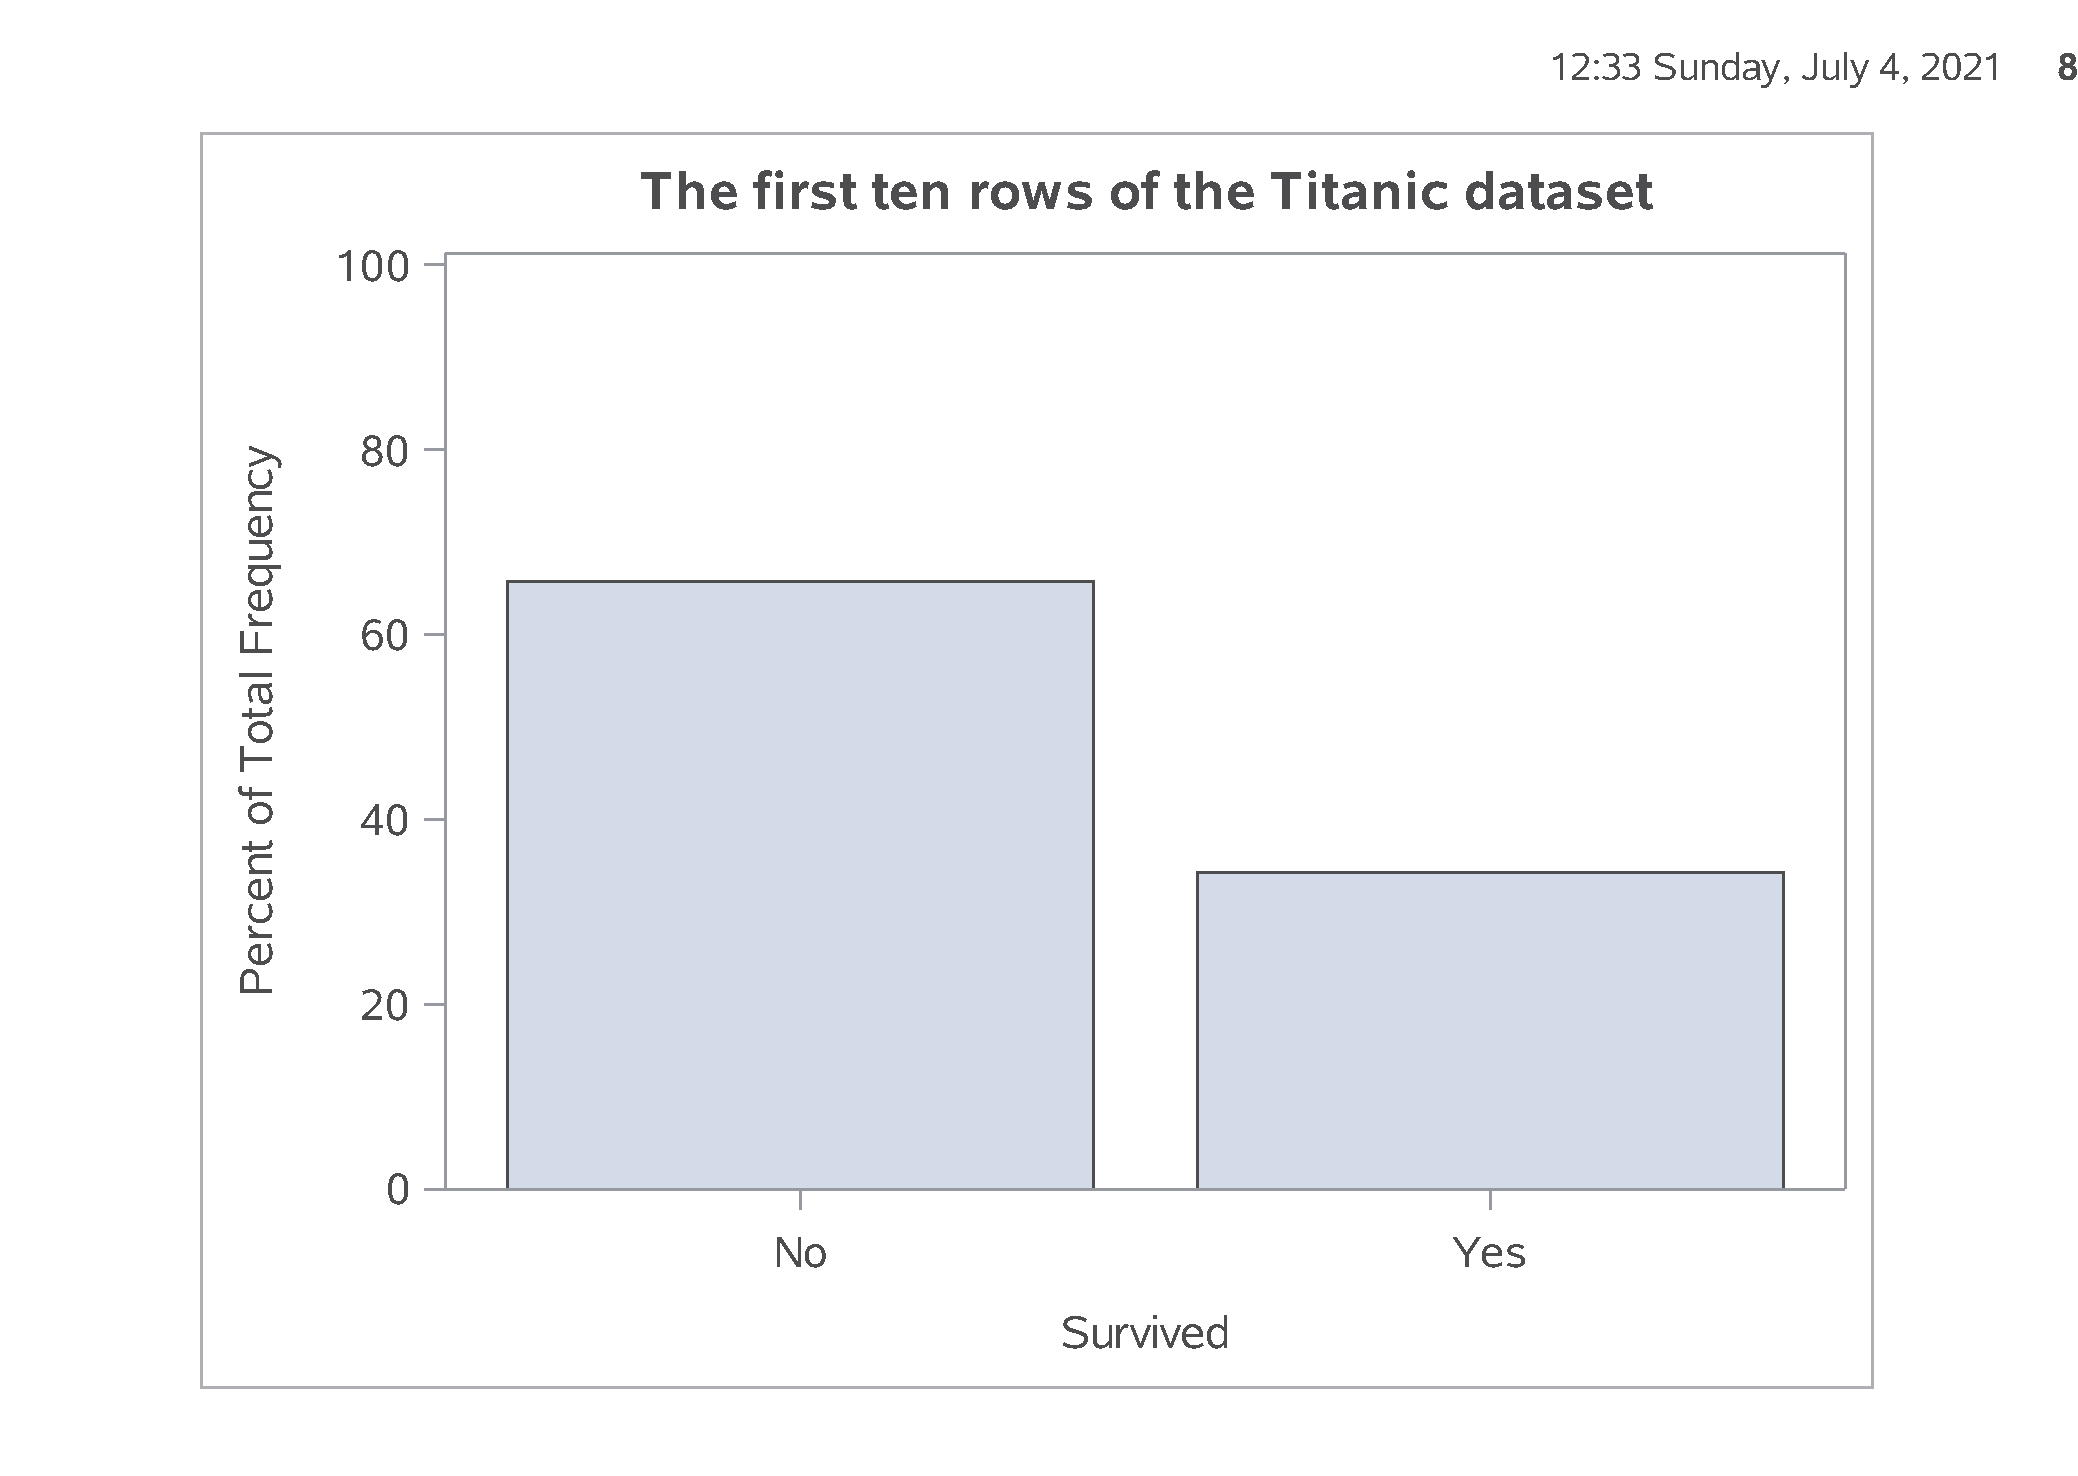 12:33 Sunday, July 4, 2021 8
The first ten rows of the Titanic dataset
100
80
60
40
20
0
Percent of Total Frequency
No Yes
Survived